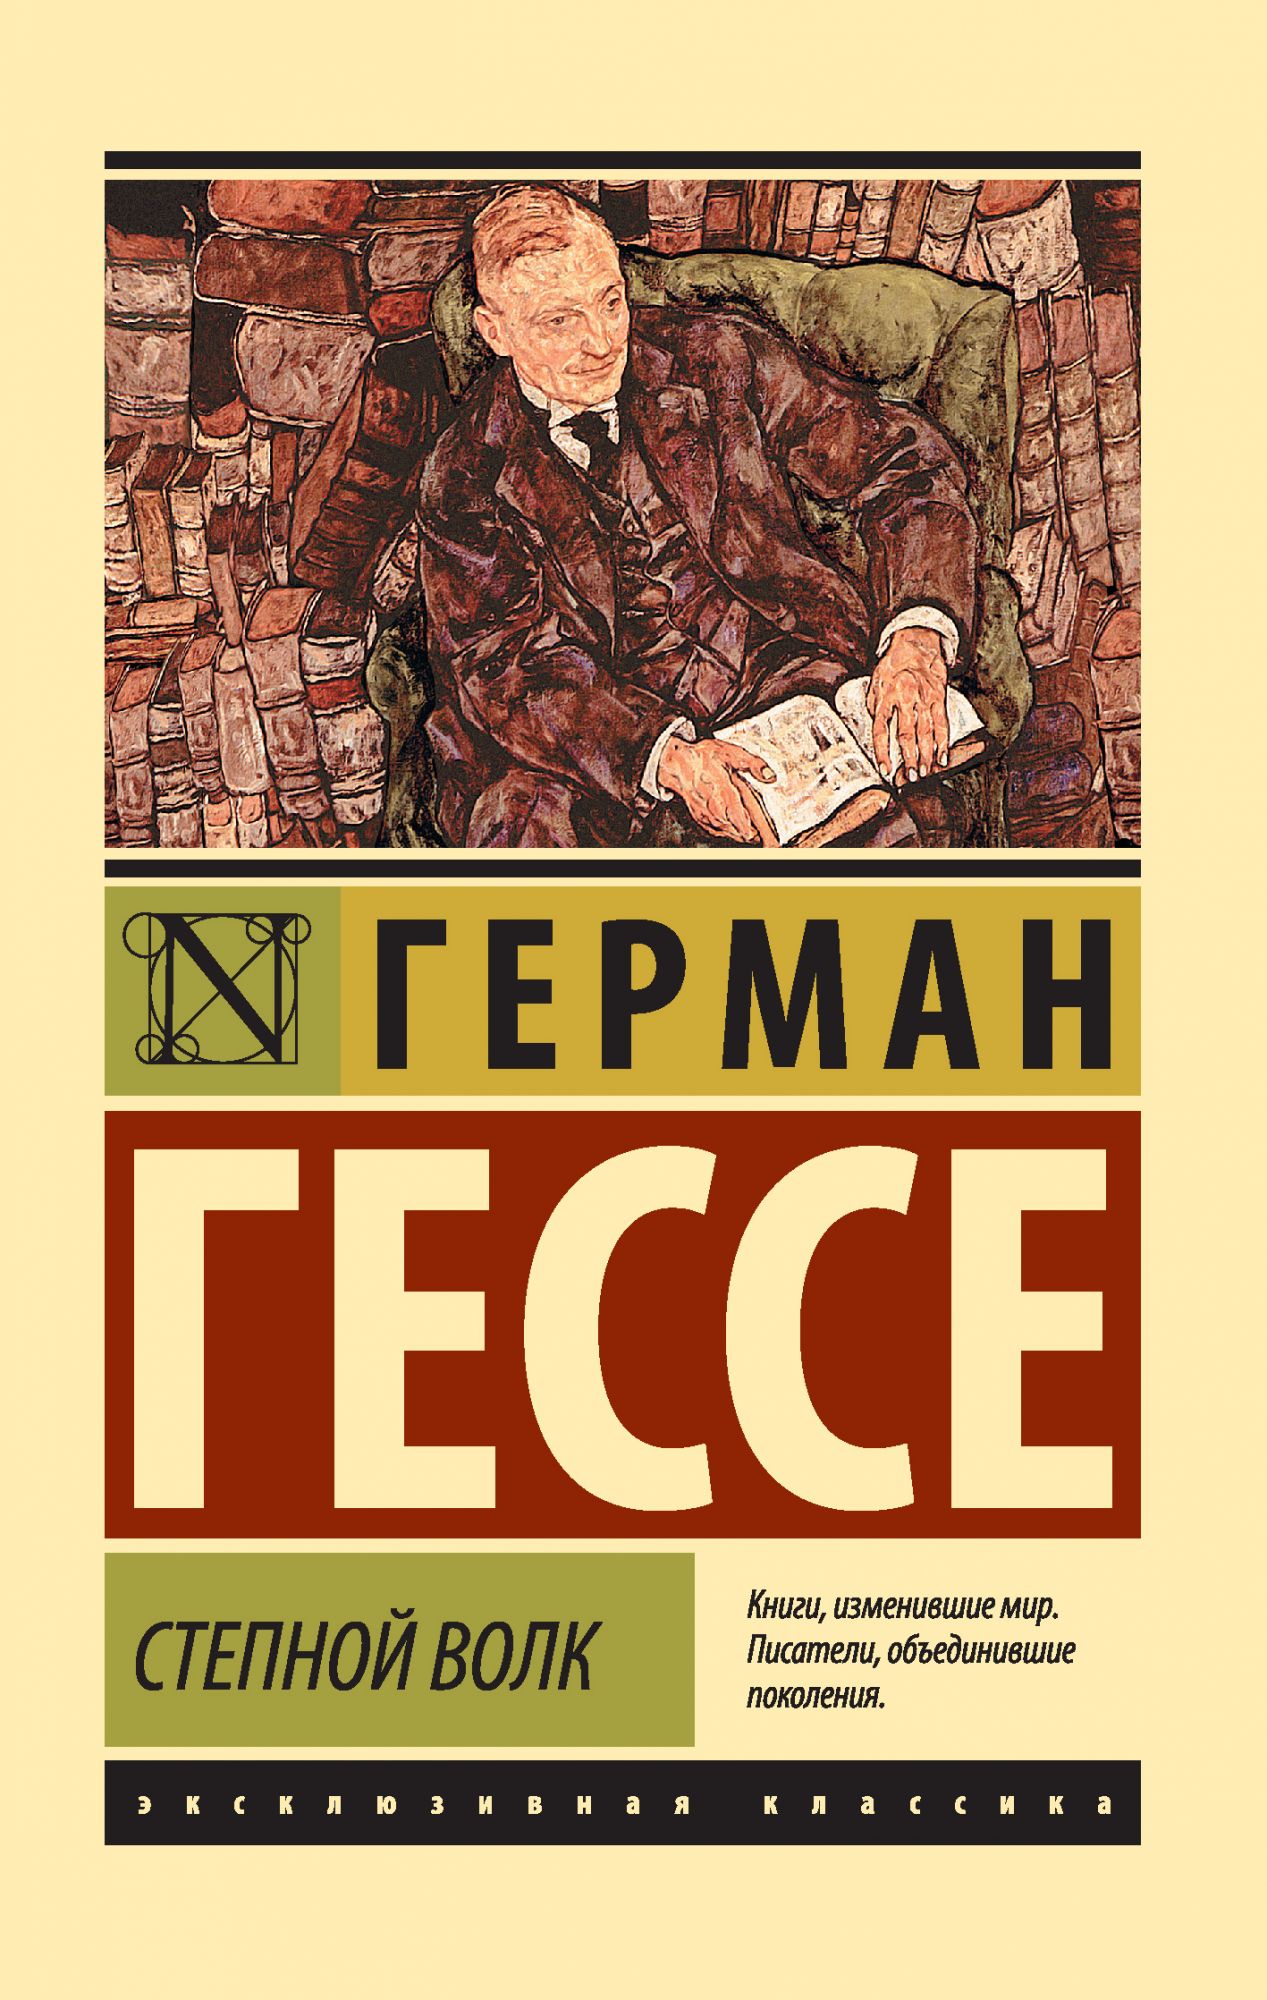 N
ГЕРМАН
ГЕССЕ
СТЕПНОЙ ВОЛК
Книги, изменившие мир.
Писатели, объединившие
поколения.
эксклюзивная классика